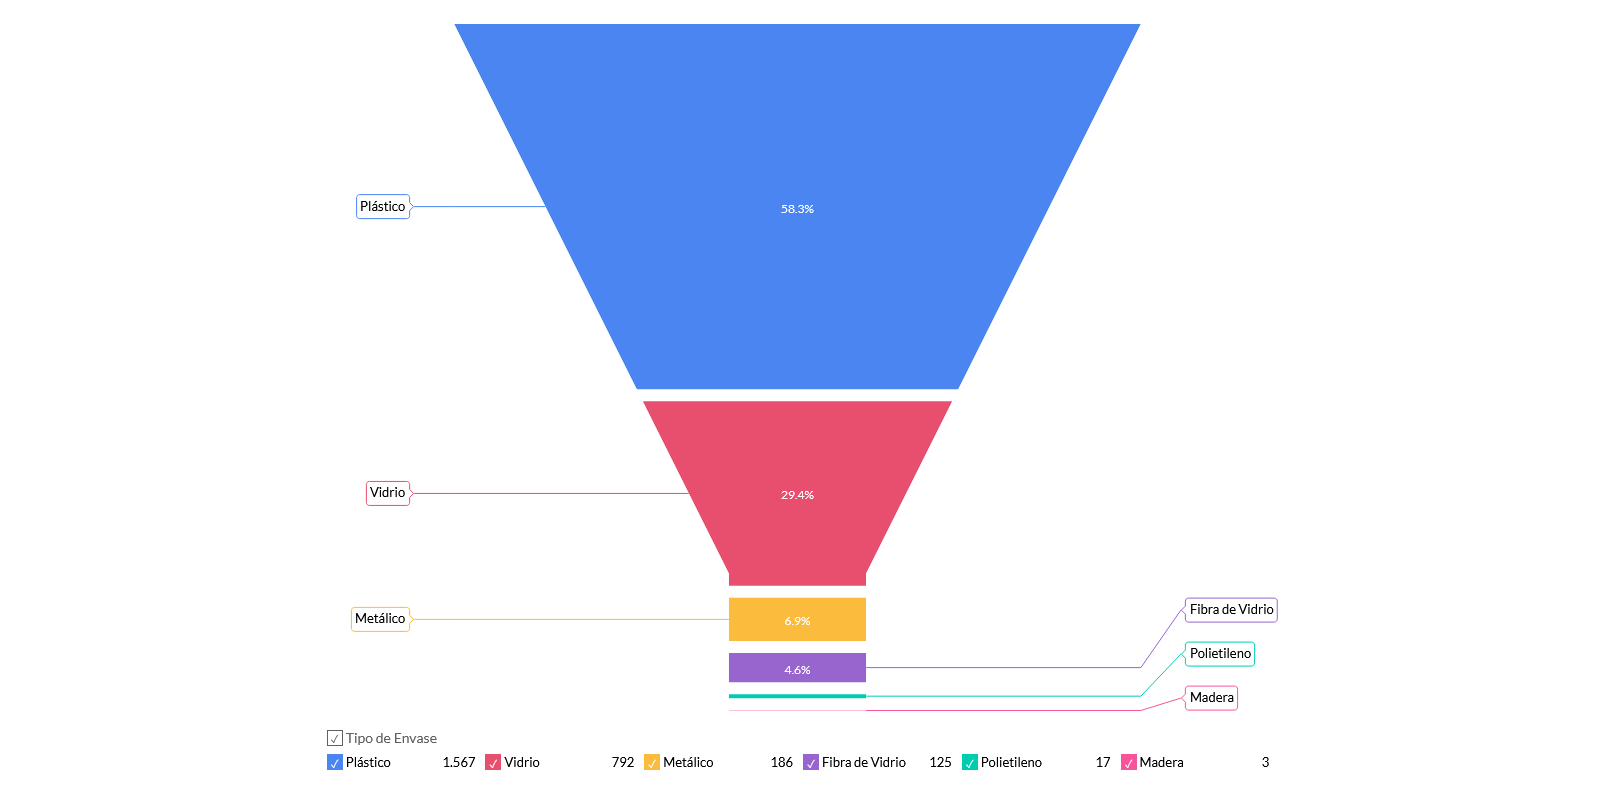 58.3%
Plástico
29.4%
Vidrio
6.9%
Metálico
4.6%
Fibra de Vidrio
Polietileno
Madera
Tipo de Envase
Plástico 1.567 Vidrio 792 Metálico 186 Fibra de Vidrio 125 Polietileno 17 Madera 3